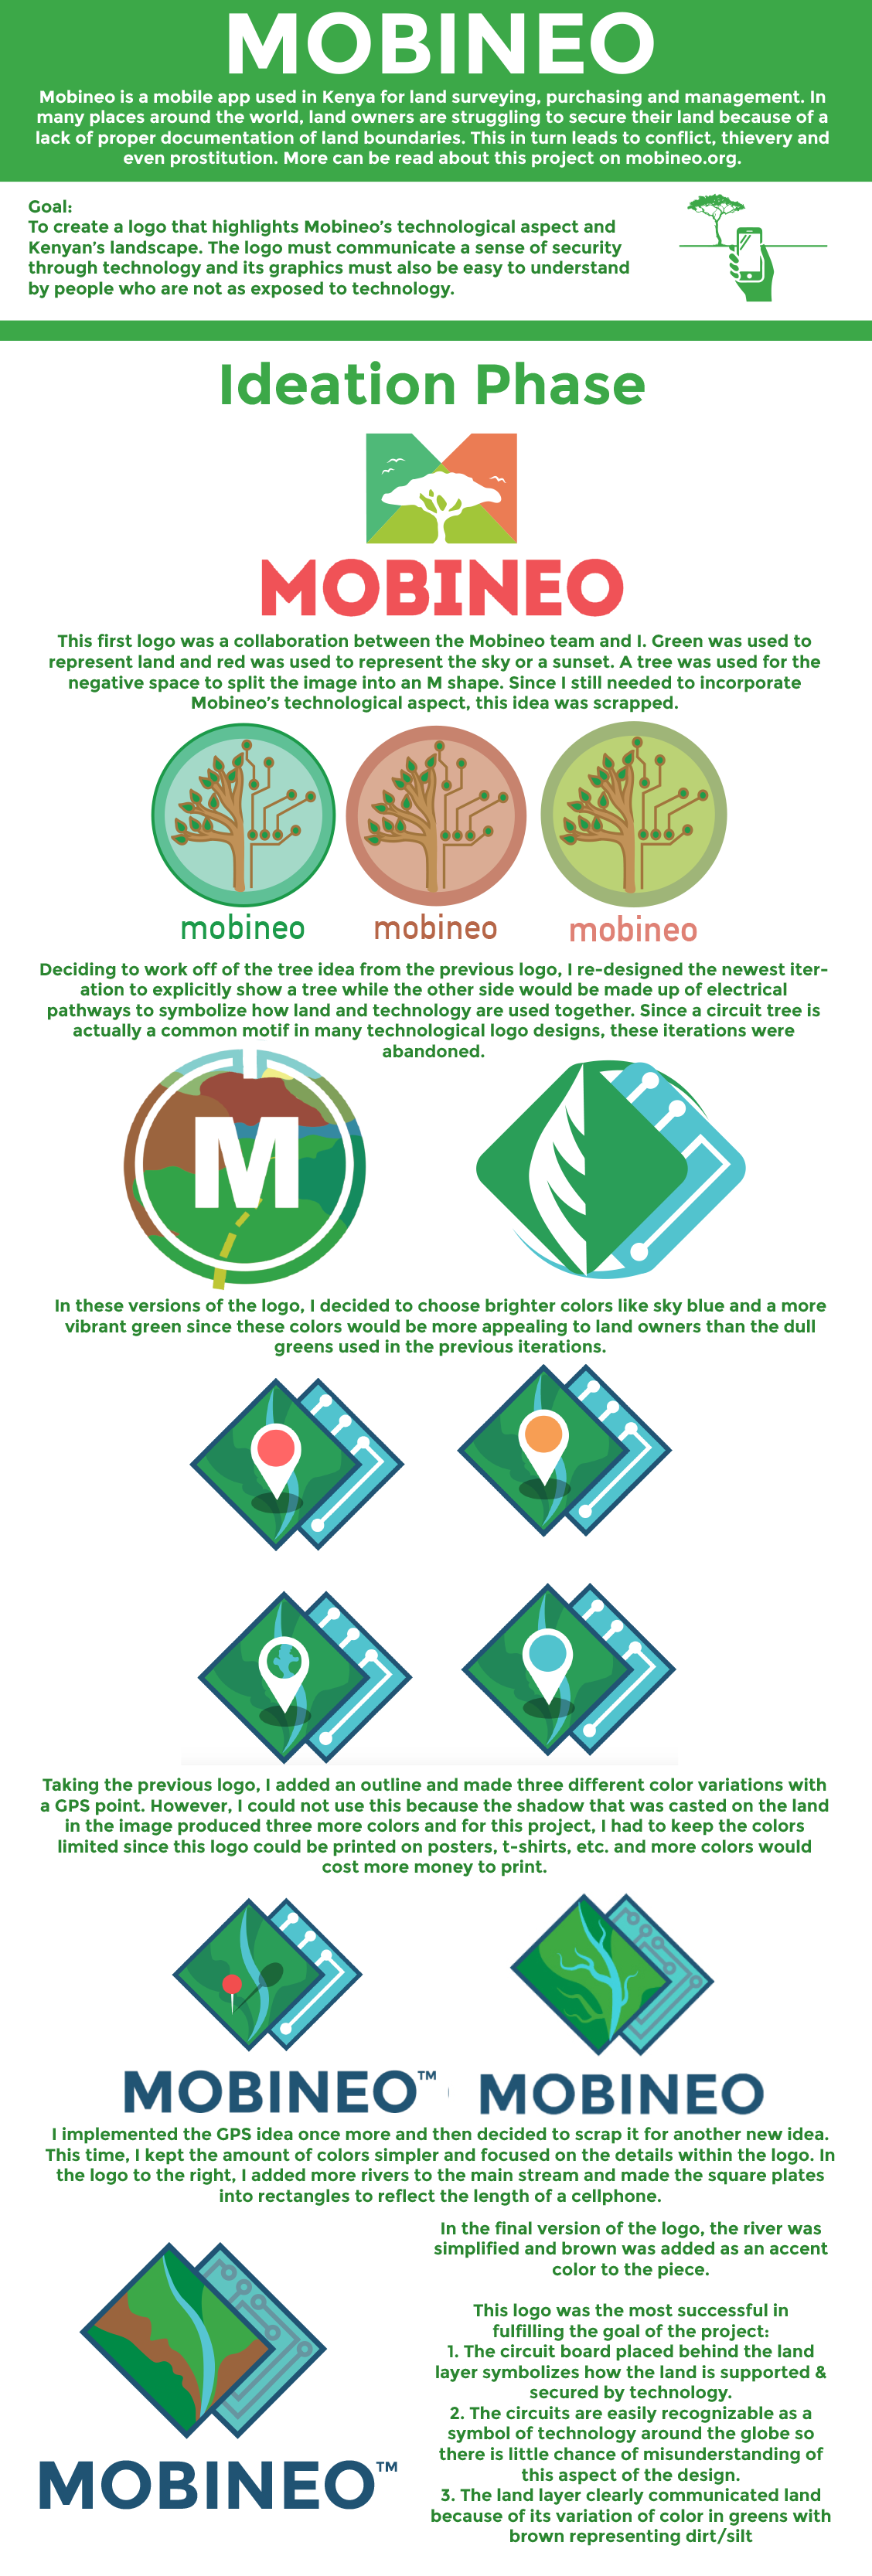 MOBINEO
Mobineo is a mobile app used in Kenya for land surveying, purchasing and management. In
many places around the world, land owners are struggling to secure their land because of a
lack of proper documentation of land boundaries. This in turn leads to conflict, thievery and
even prostitution. More can be read about this project on mobineo.org.
Goal:
To create a logo that highlights Mobineo's technological aspect and
Kenyan's landscape. The logo must communicate a sense of security
through technology and its graphics must also be easy to understand
by people who are not as exposed to technology.
Ideation Phase
MOBINEO
This first logo was a collaboration between the Mobineo team and I. Green was used to
represent land and red was used to represent the sky or a sunset. A tree was used for the
negative space to split the image into an M shape. Since I still needed to incorporate
Mobineo's technological aspect, this idea was scrapped.
mobineo mobineo mobineo
Deciding to work off of the tree idea from the previous logo, I re-designed the newest iter-
ation to explicitly show a tree while the other side would be made up of electrical
pathways to symbolize how land and technology are used together. Since a circuit tree is
actually a common motif in many technological logo designs, these iterations were
abandoned.
M
In these versions of the logo, I decided to choose brighter colors like sky blue and a more
vibrant green since these colors would be more appealing to land owners than the dull
greens used in the previous iterations.
Taking the previous logo, I added an outline and made three different color variations with
a GPS point. However, I could not use this because the shadow that was casted on the land
in the image produced three more colors and for this project, I had to keep the colors
limited since this logo could be printed on posters, t-shirts, etc. and more colors would
cost more money to print.
MOBINEO™ MOBINEO
I implemented the GPS idea once more and then decided to scrap it for another new idea.
This time, I kept the amount of colors simpler and focused on the details within the logo. In
the logo to the right, I added more rivers to the main stream and made the square plates
into rectangles to reflect the length of a cellphone.
MOBINEO™
In the final version of the logo, the river was
simplified and brown was added as an accent
color to the piece.
This logo was the most successful in
fulfilling the goal of the project:
1. The circuit board placed behind the land
layer symbolizes how the land is supported &
secured by technology.
2. The circuits are easily recognizable as a
symbol of technology around the globe so
there is little chance of misunderstanding of
this aspect of the design.
3. The land layer clearly communicated land
because of its variation of color in greens with
brown representing dirt/silt